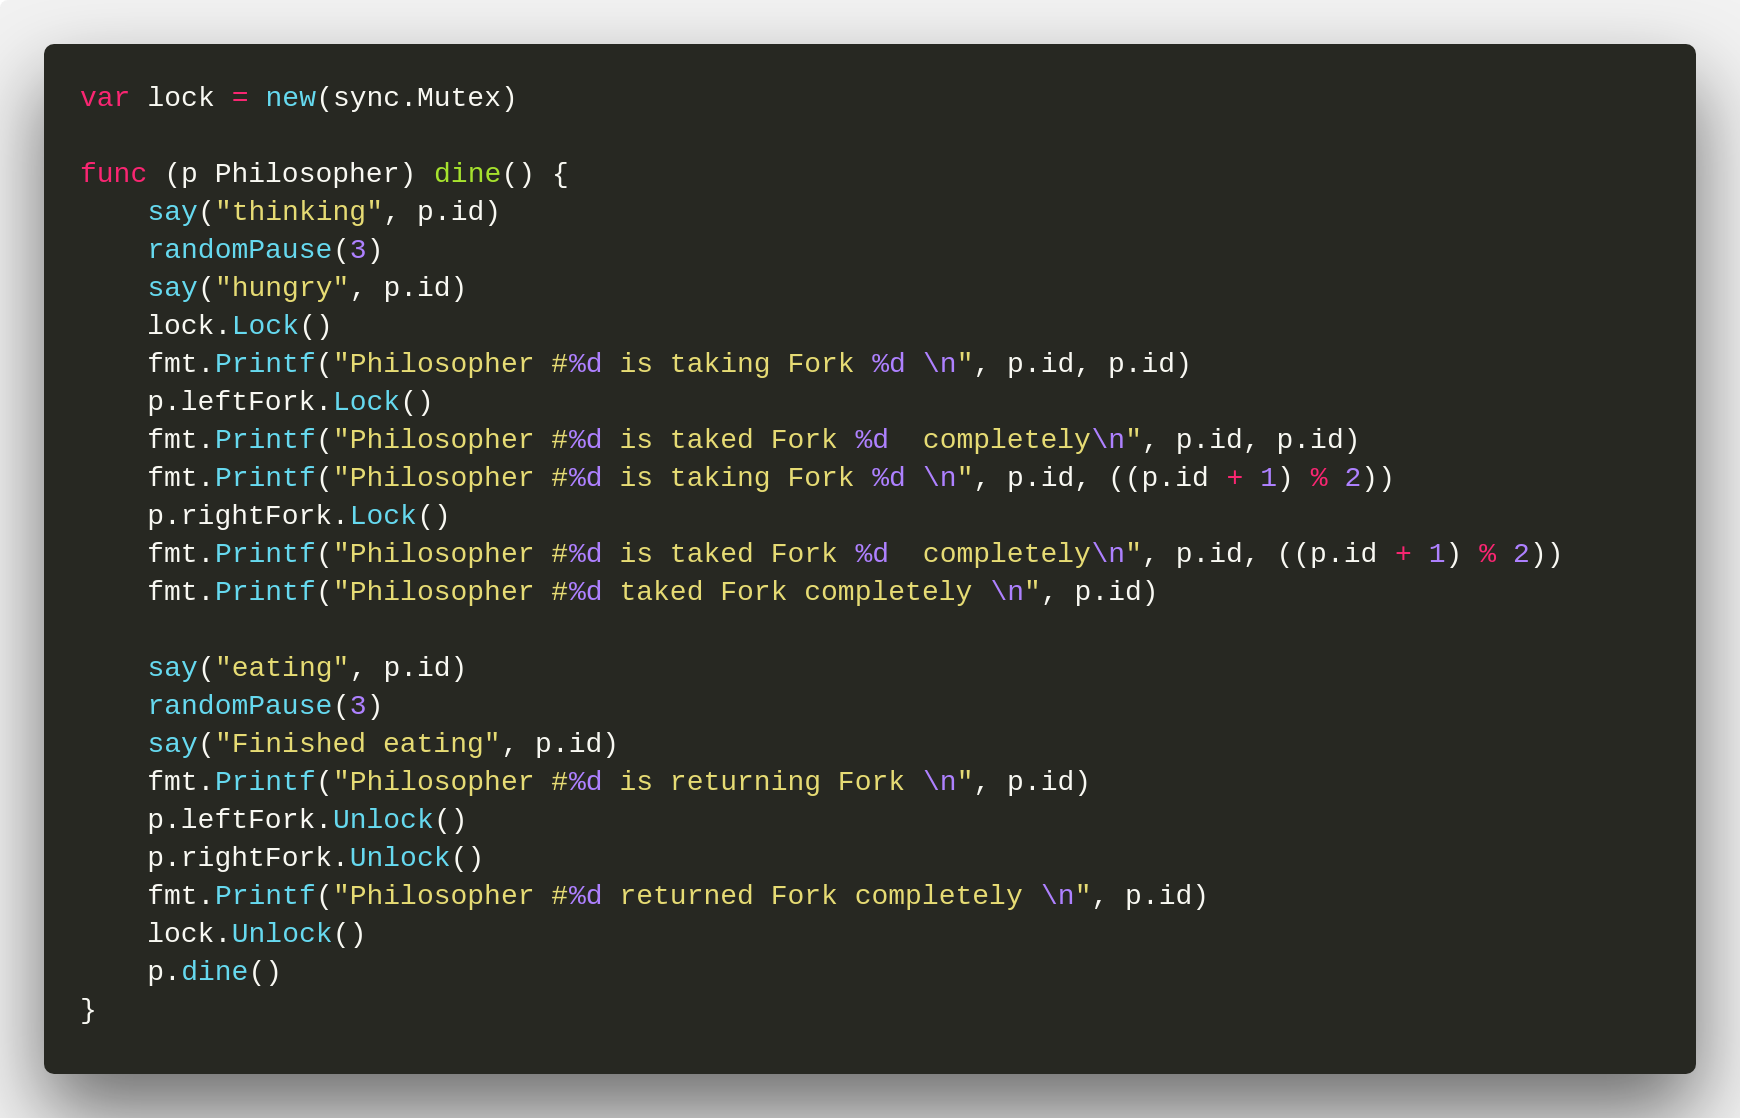 var lock = new(sync.Mutex)

func (p Philosopher) dine() {
    say("thinking", p.id)
    randomPause(3)
    say("hungry", p.id)
    lock.Lock()
    fmt.Printf("Philosopher #%d is taking Fork %d \n", p.id, p.id)
    p.leftFork.Lock()
    fmt.Printf("Philosopher #%d is taked Fork %d  completely\n", p.id, p.id)
    fmt.Printf("Philosopher #%d is taking Fork %d \n", p.id, ((p.id + 1) % 2))
    p.rightFork.Lock()
    fmt.Printf("Philosopher #%d is taked Fork %d  completely\n", p.id, ((p.id + 1) % 2))
    fmt.Printf("Philosopher #%d taked Fork completely \n", p.id)

    say("eating", p.id)
    randomPause(3)
    say("Finished eating", p.id)
    fmt.Printf("Philosopher #%d is returning Fork \n", p.id)
    p.leftFork.Unlock()
    p.rightFork.Unlock()
    fmt.Printf("Philosopher #%d returned Fork completely \n", p.id)
    lock.Unlock()
    p.dine()
}